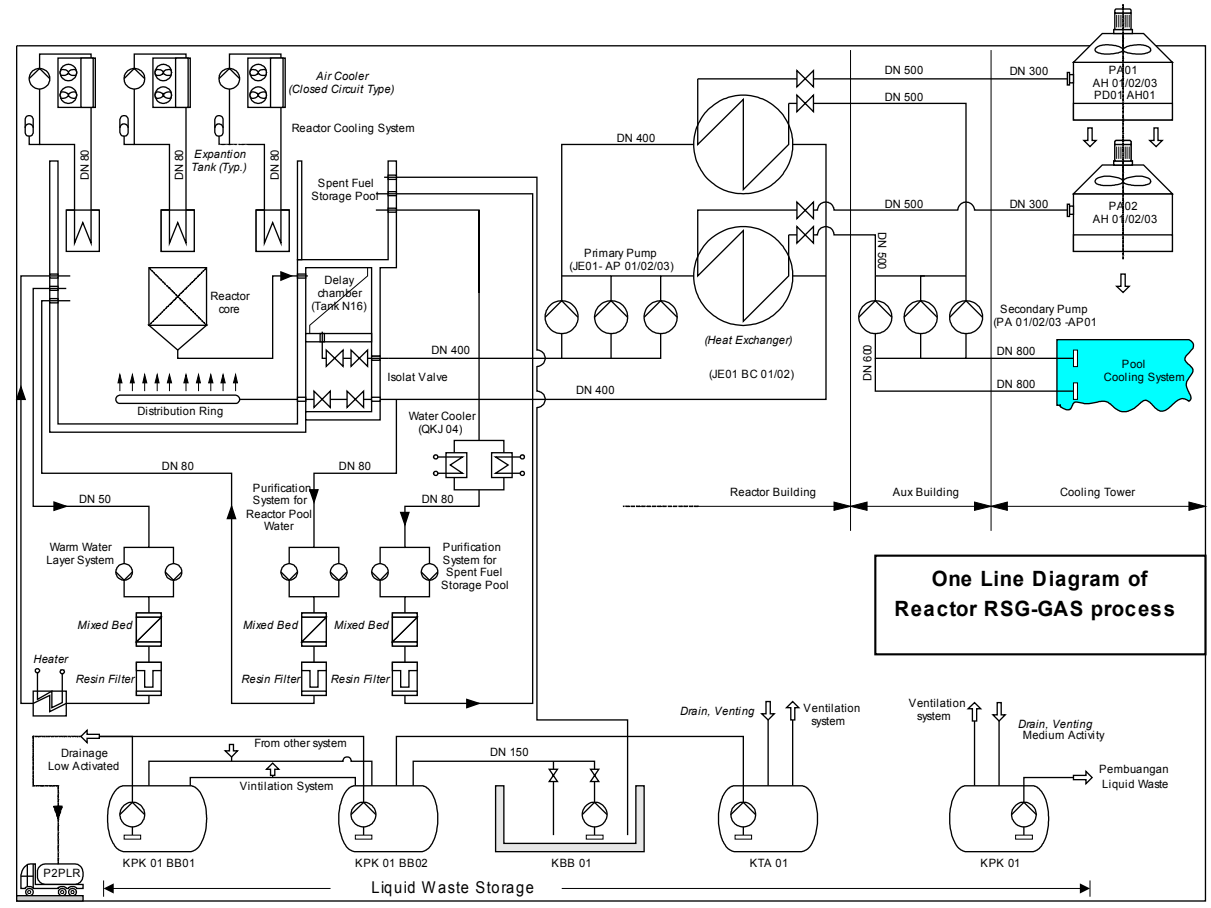 Air Cooler
(Closed Circuit Type)
Reactor Cooling System
Expantion
Tank (Typ.)
DN 80
DN 80
DN 80
Spent Fuel
Storage Pool
Reactor
core
Delay
chamber
(Tank N16)
DN 400
DN 400
DN 400
Isolat Valve
Distribution Ring
Primary Pump
(JE01- AP 01/02/03)
(Heat Exchanger)
(JE01 BC 01/02)
DN 500
DN 500
DN 500
DN 500
DN 300
DN 300
PA01
AH 01/02/03
PD01 AH01
PA02
AH 01/02/03
Secondary Pump
(PA 01/02/03 -AP01
DN 600
DN 800
DN 800
Pool
Cooling System
Water Cooler
(QKJ 04)
DN 80
DN 80
DN 80
DN 50
Purification
System for
Reactor Pool
Water
Warm Water
Layer System
Purification
System for
Spent Fuel
Storage Pool
Reactor Building
Aux Building
Cooling Tower
One Line Diagram of
Reactor RSG-GAS process
Mixed Bed
Mixed Bed
Mixed Bed
Heater
Resin Filter
Resin Filter
Resin Filter
Drainage
Low Activated
From other system
Vintilation System
DN 150
Drain, Venting
Ventilation
system
Ventilation
system
Drain, Venting
Medium Activity
Pembuangan
Liquid Waste
KPK 01 BB01
KPK 01 BB02
KBB 01
KTA 01
KPK 01
P2PLR
Liquid Waste Storage